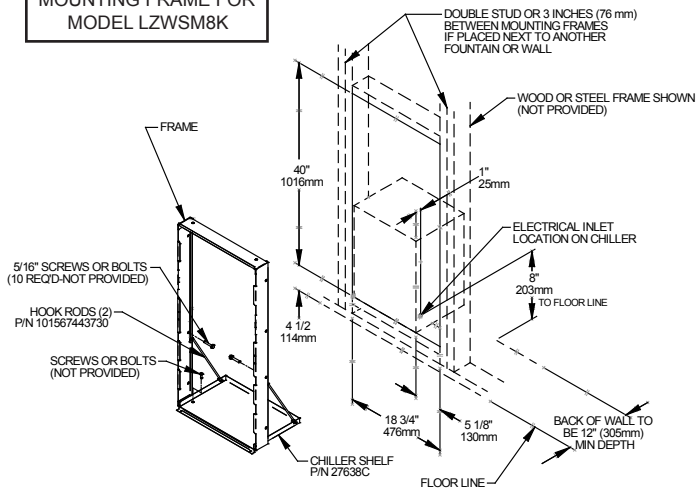 MOUNTING FRAME FOR
MODEL LZWSM8K
DOUBLE STUD OR 3 INCHES (76 mm)
BETWEEN MOUNTING FRAMES
IF PLACED NEXT TO ANOTHER
FOUNTAIN OR WALL
WOOD OR STEEL FRAME SHOWN
(NOT PROVIDED)
FRAME
40"
1016mm
1"
25mm
ELECTRICAL INLET
LOCATION ON CHILLER
5/16" SCREWS OR BOLTS
(10 REQ'D-NOT PROVIDED)
8"
203mm
TO FLOOR LINE
HOOK RODS (2)
P/N 101567443730
4 1/2
114mm
SCREWS OR BOLTS
(NOT PROVIDED)
18 3/4"
476mm
5 1/8"
130mm
BACK OF WALL TO
BE 12" (305mm)
MIN DEPTH
CHILLER SHELF
P/N 27638C
FLOOR LINE